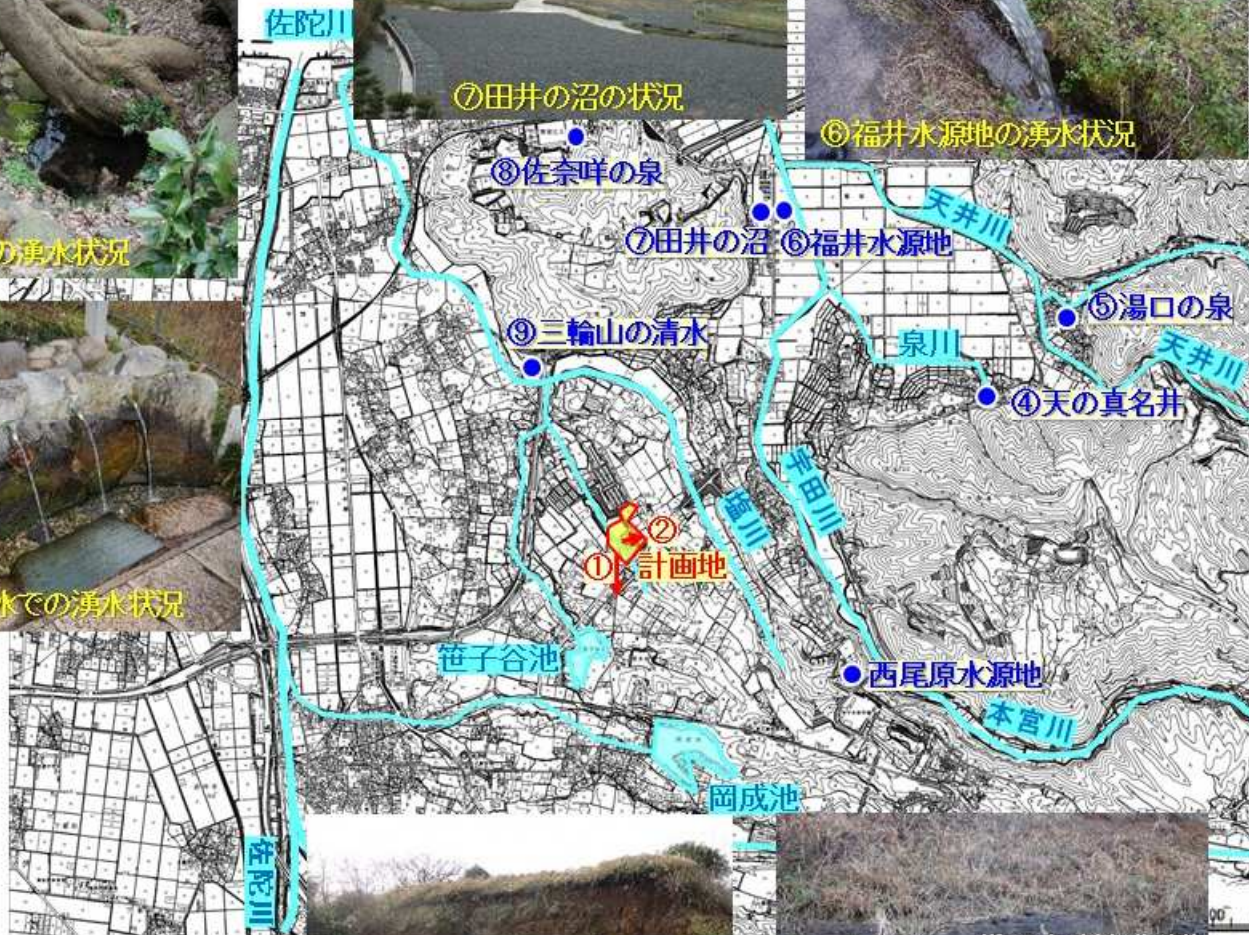 佐陀川
⑦田井の沼の状況
⑥福井水源地の湧水状況
⑧佐奈咩の泉
天井川
の湧水状況
⑦田井の沼
⑥福井水源地
⑤湯口の泉
⑨三輪山の清水
泉川
天井川
④天の真名井
宇田川
塩川
②
①
計画地
水での湧水状況
笹子谷池
西尾原水源地
本宮川
岡成池
佐陀川